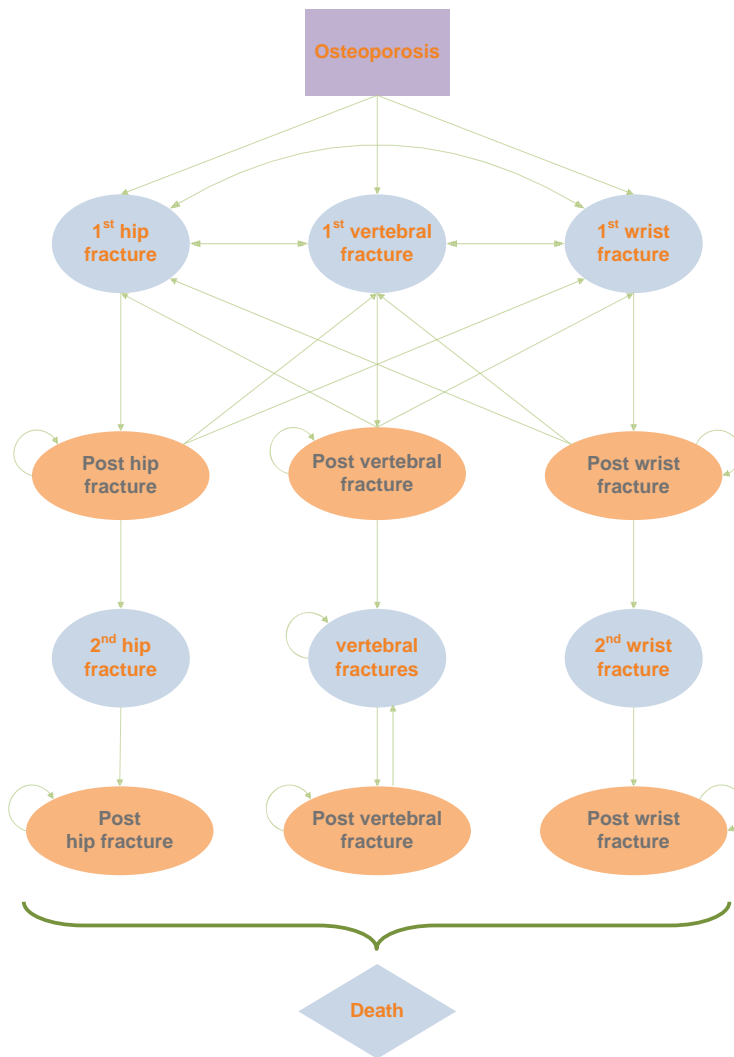 Osteoporosis
1st hip
fracture
1st vertebral
fracture
1st wrist
fracture
Post hip
fracture
Post vertebral
fracture
Post wrist
fracture
2nd hip
fracture
vertebral
fractures
2nd wrist
fracture
Post
hip fracture
Post vertebral
fracture
Post wrist
fracture
Death